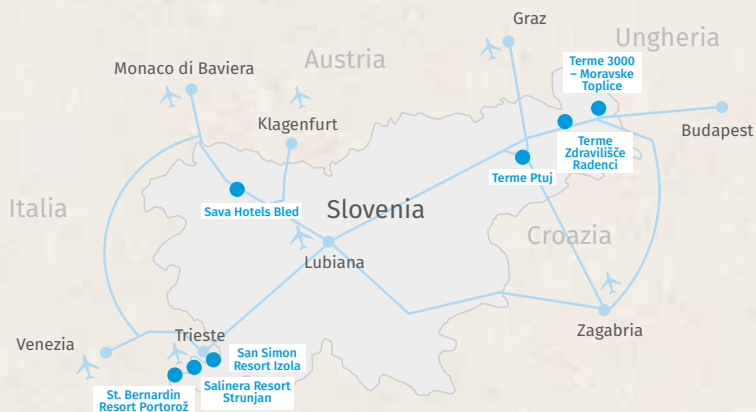 Graz
Ungheria
Austria
Terme 3000
– Moravske
Toplice
Monaco di Baviera
Klagenfurt
Budapest
Terme
Zdravilišče
Radenci
Terme Ptuj
Italia
Sava Hotels Bled
Slovenia
Croazia
Lubiana
Zagabria
Venezia
Trieste
San Simon
Resort Izola
Salinera Resort
Strunjan
St. Bernardin
Resort Portorož